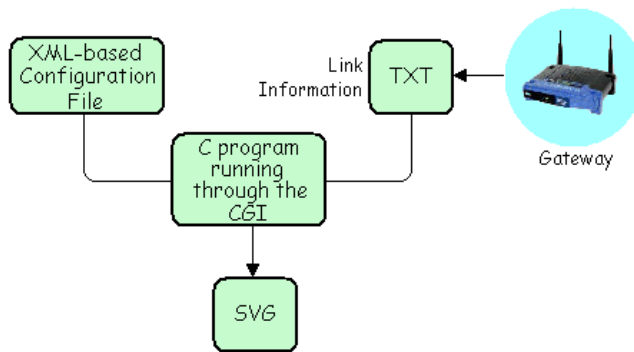 XML-based
Configuration
File
Link
Information
TXT
Gateway
C program
running
through the
CGI
SVG